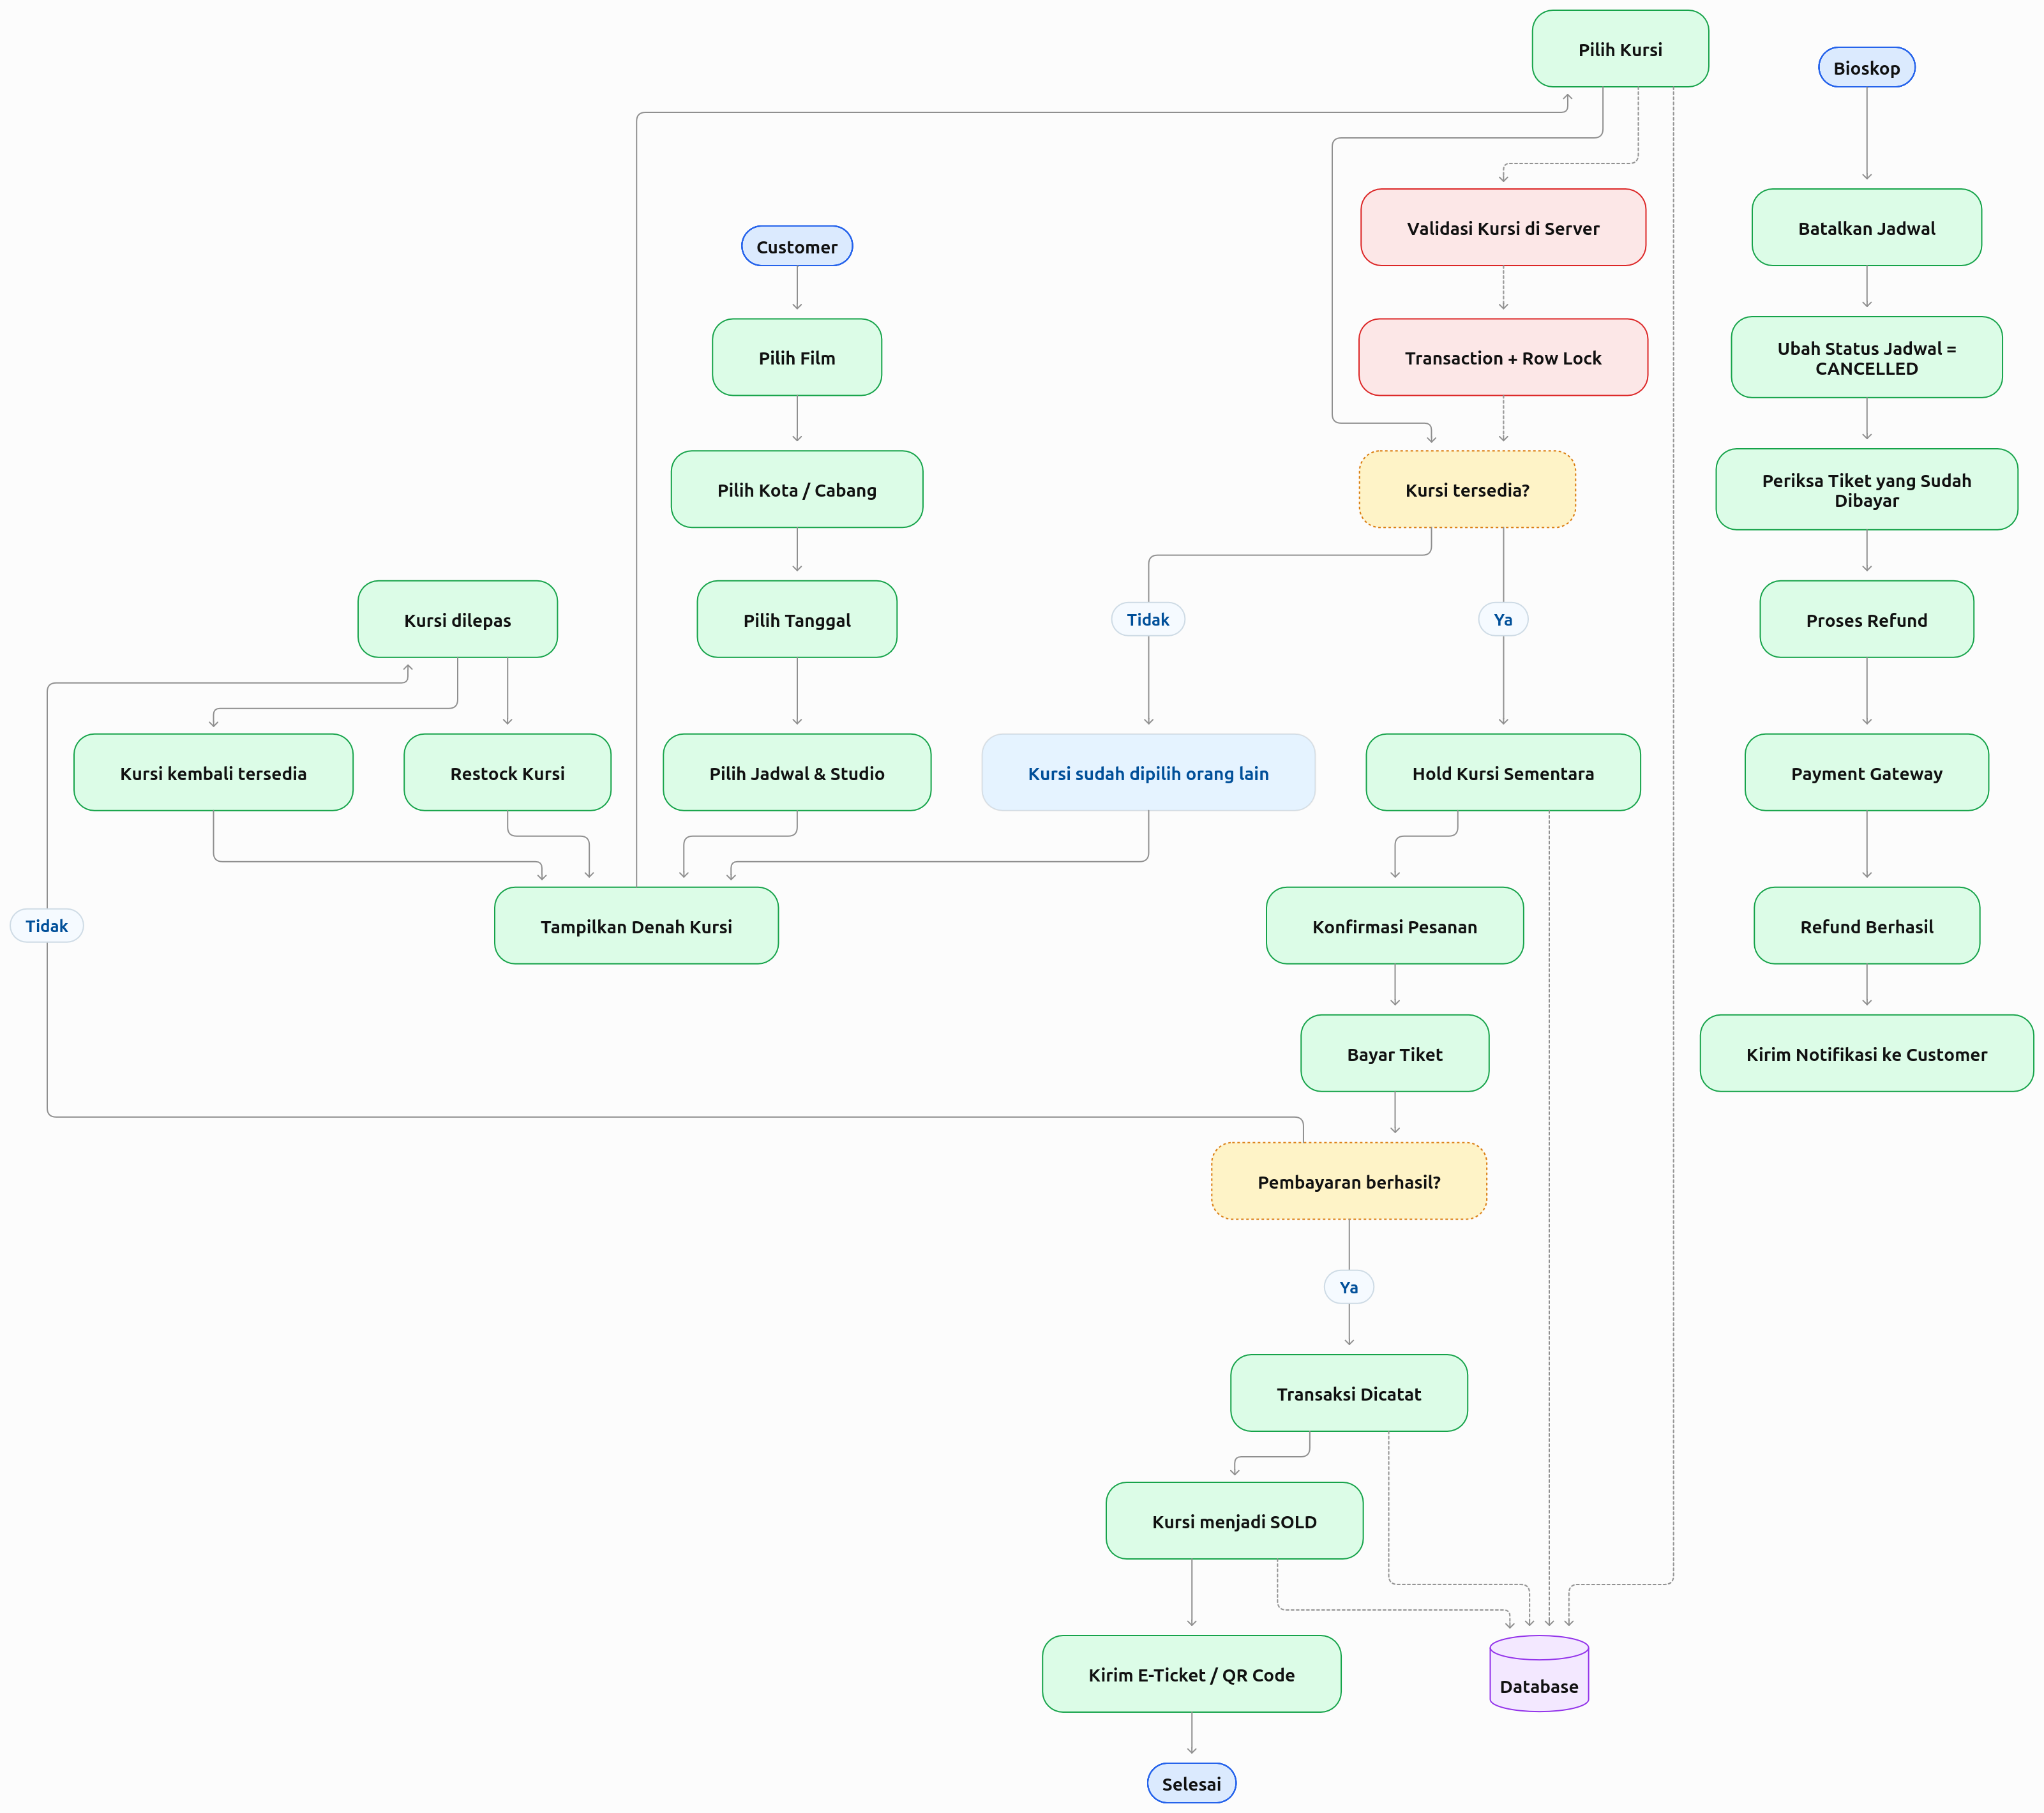 Pilih Kursi
Bioskop
Validasi Kursi di Server
Batalkan Jadwal
Customer
Pilih Film
Transaction + Row Lock
Ubah Status Jadwal =
CANCELLED
Pilih Kota / Cabang
Kursi tersedia?
Periksa Tiket yang Sudah
Dibayar
Kursi dilepas
Pilih Tanggal
Tidak
Ya
Proses Refund
Kursi kembali tersedia
Restock Kursi
Pilih Jadwal & Studio
Kursi sudah dipilih orang lain
Hold Kursi Sementara
Payment Gateway
Tidak
Tampilkan Denah Kursi
Konfirmasi Pesanan
Refund Berhasil
Bayar Tiket
Kirim Notifikasi ke Customer
Pembayaran berhasil?
Ya
Transaksi Dicatat
Kursi menjadi SOLD
Kirim E-Ticket / QR Code
Database
Selesai